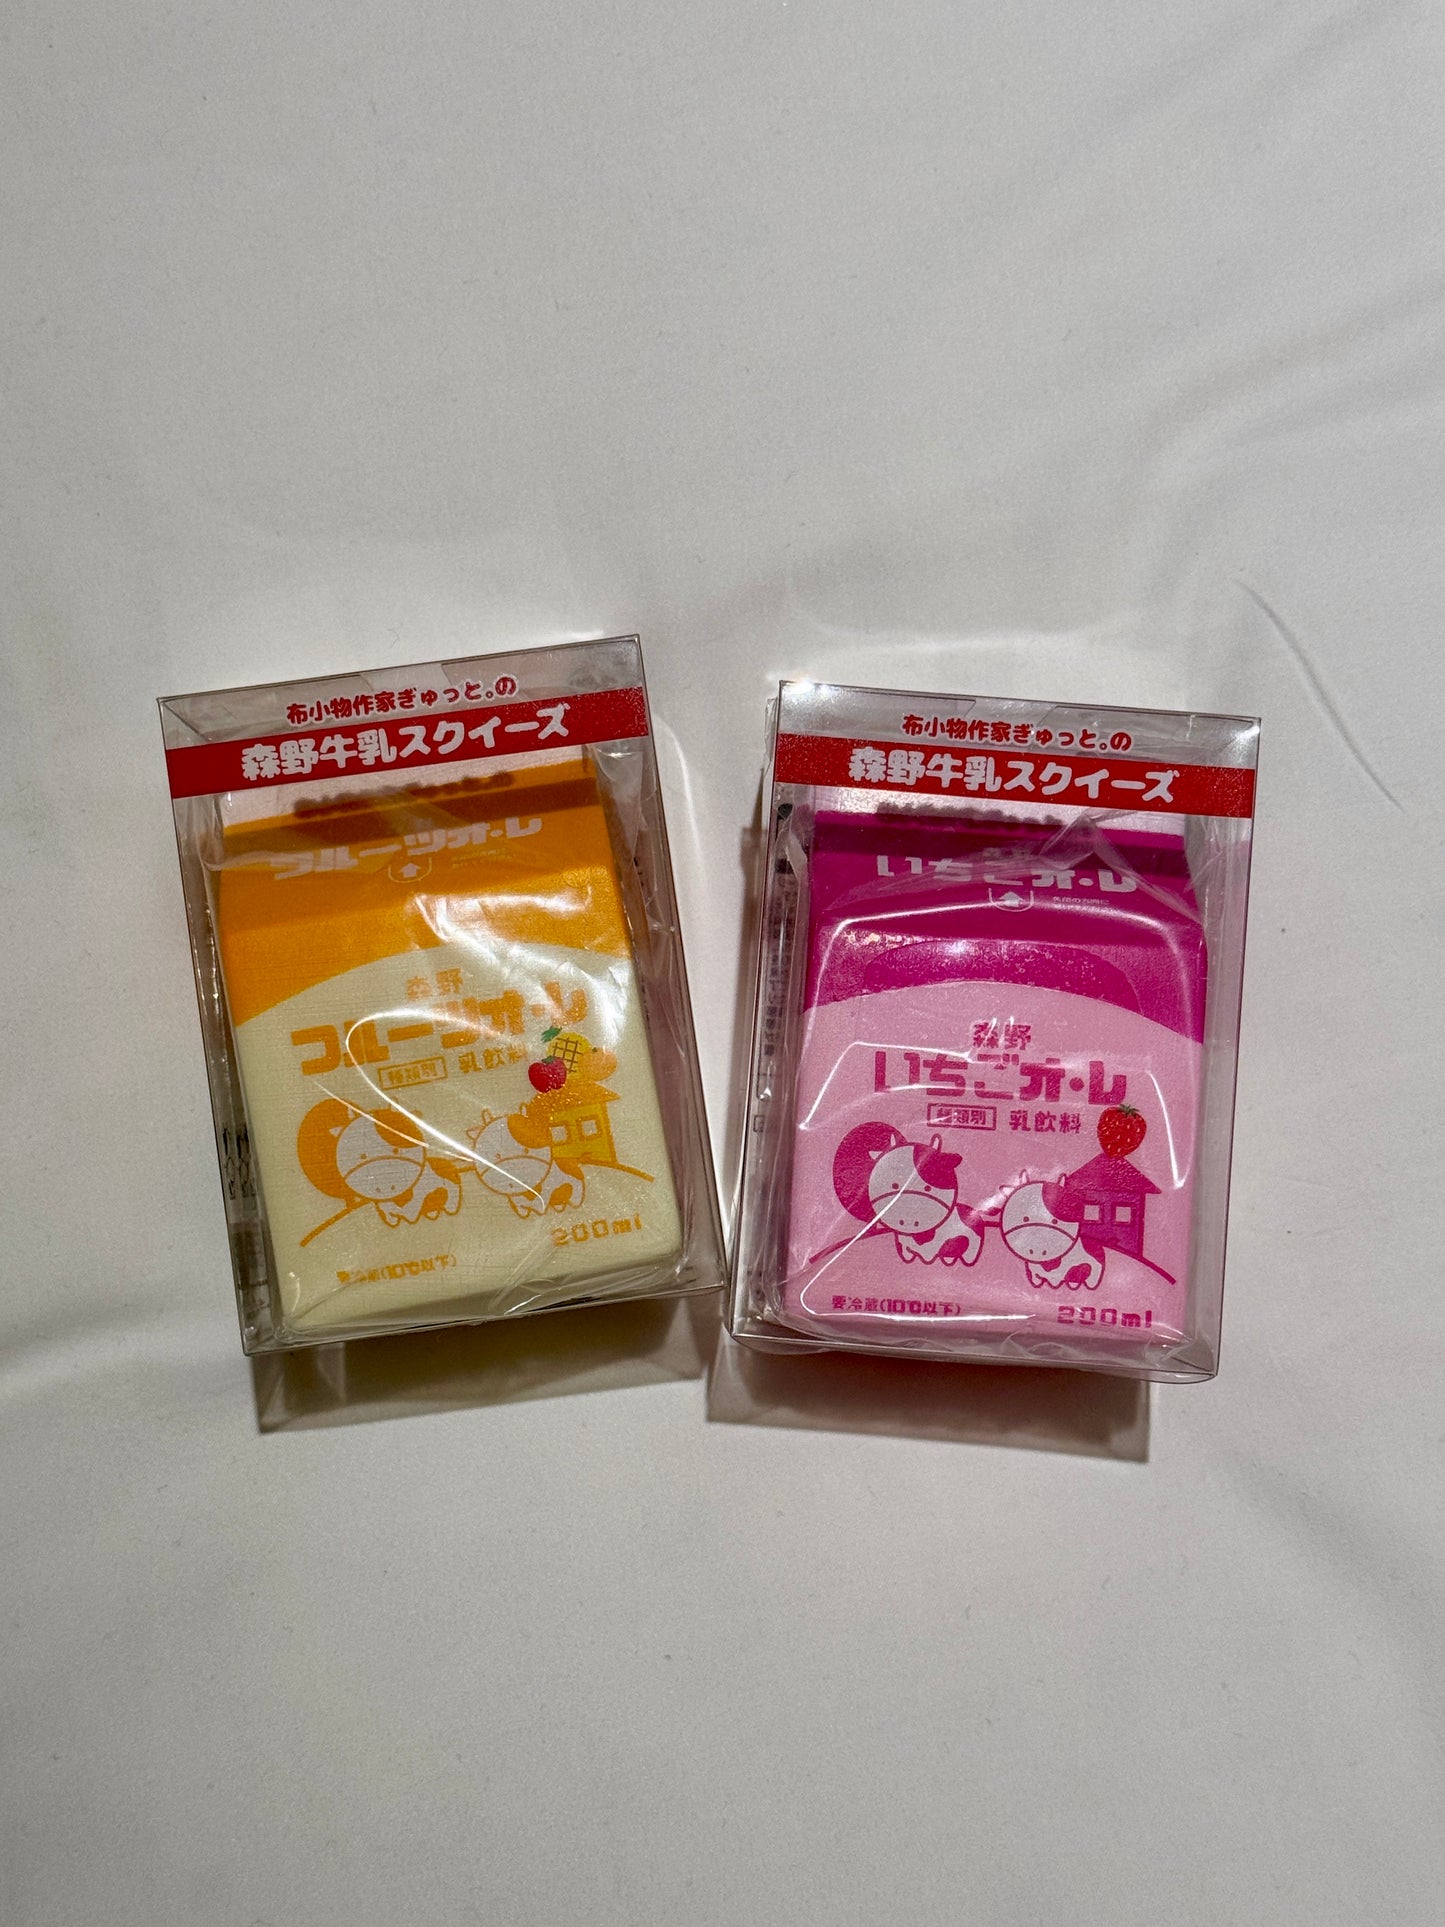 布小物作家ぎゅっと。の
森野牛乳スクイーズ
フルーツオ・レ
森野
フルーツオ・レ
種類別 乳飲料
200ml
要冷蔵(10℃以下)
布小物作家ぎゅっと。の
森野牛乳スクイーズ
いちごオ・レ
森野
いちごオ・レ
種類別 乳飲料
要冷蔵(10℃以下)
200ml